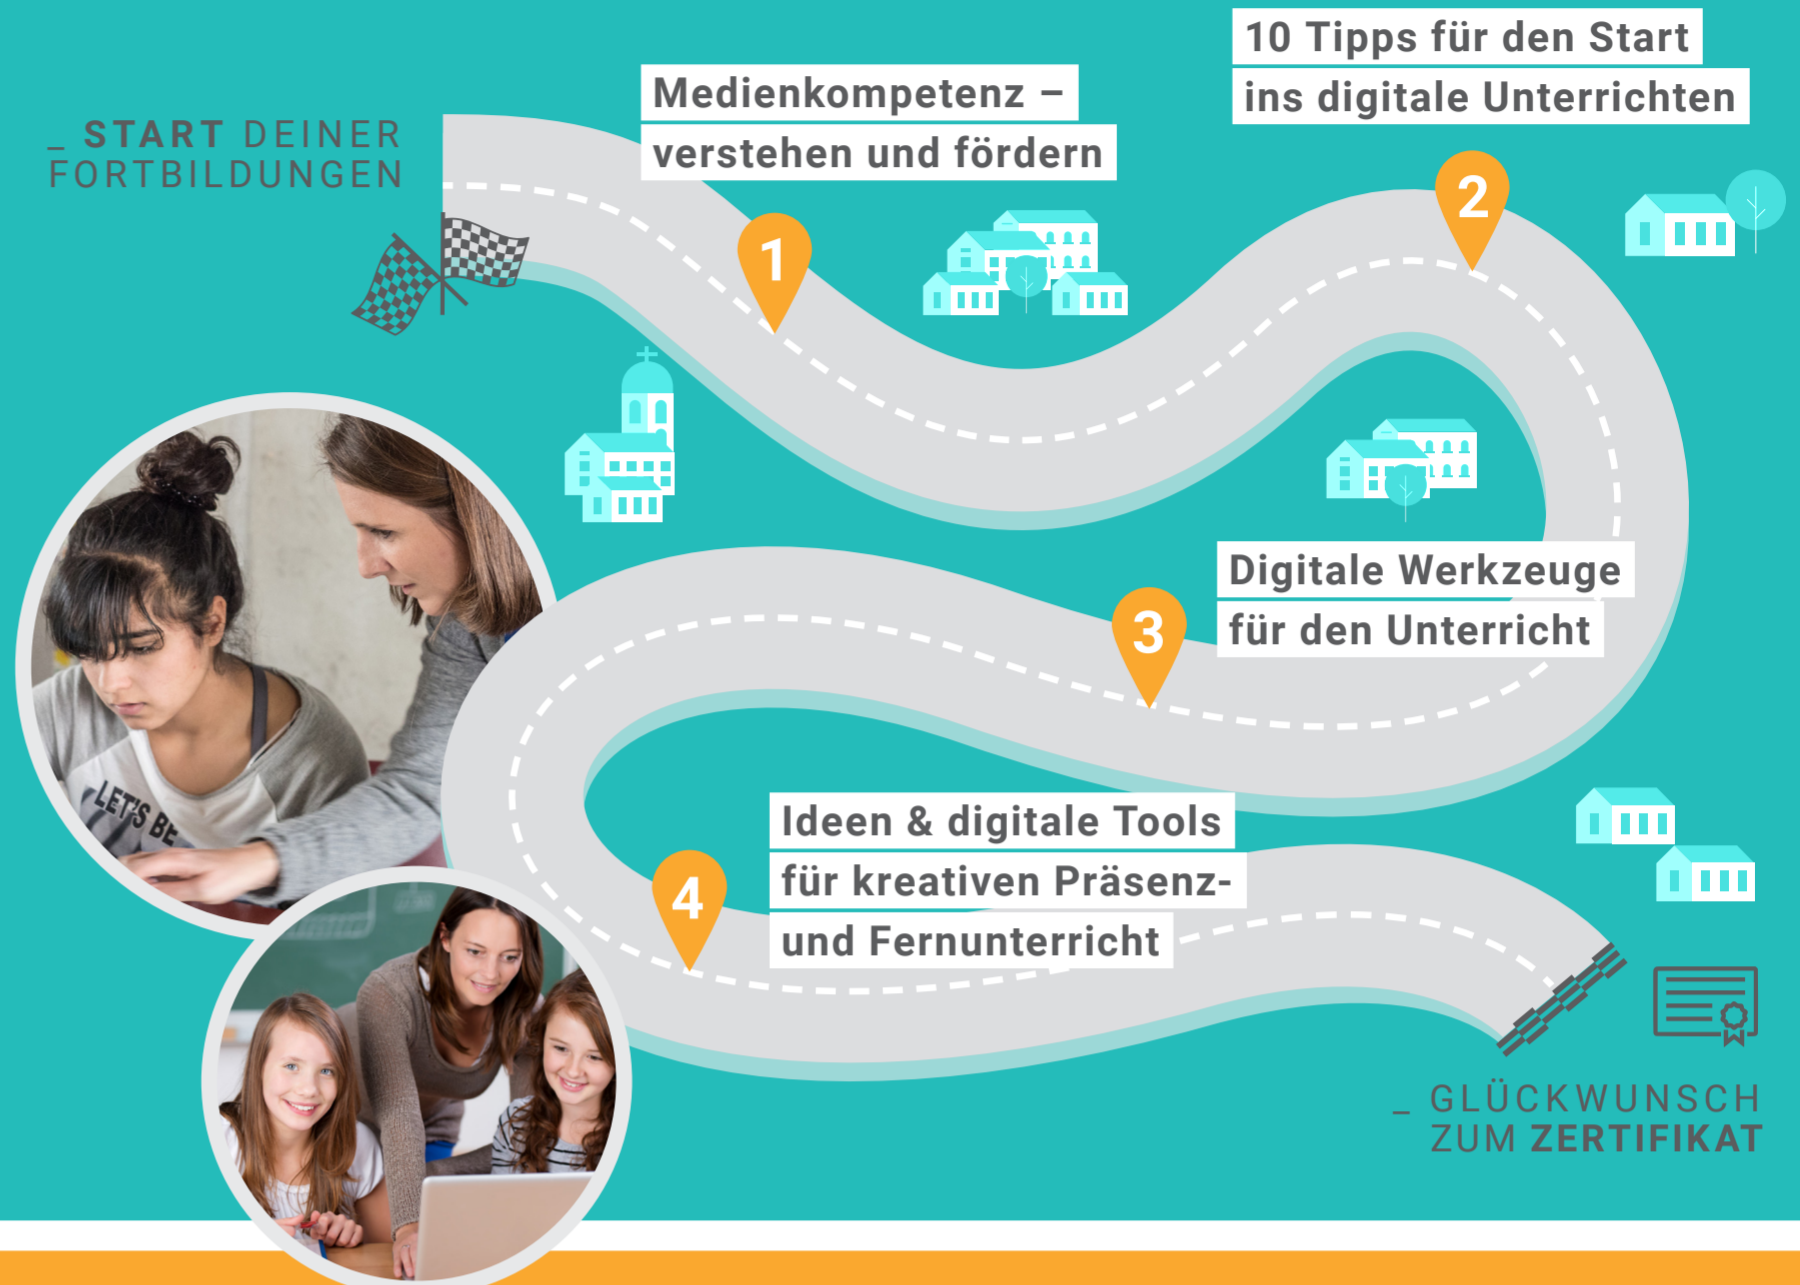 _ START DEINER
FORTBILDUNGEN
Medienkompetenz –
verstehen und fördern
1
10 Tipps für den Start
ins digitale Unterrichten
2
Digitale Werkzeuge
für den Unterricht
3
Ideen & digitale Tools
für kreativen Präsenz-
und Fernunterricht
4
LET'S BE
_ GLÜCKWUNSCH
ZUM ZERTIFIKAT